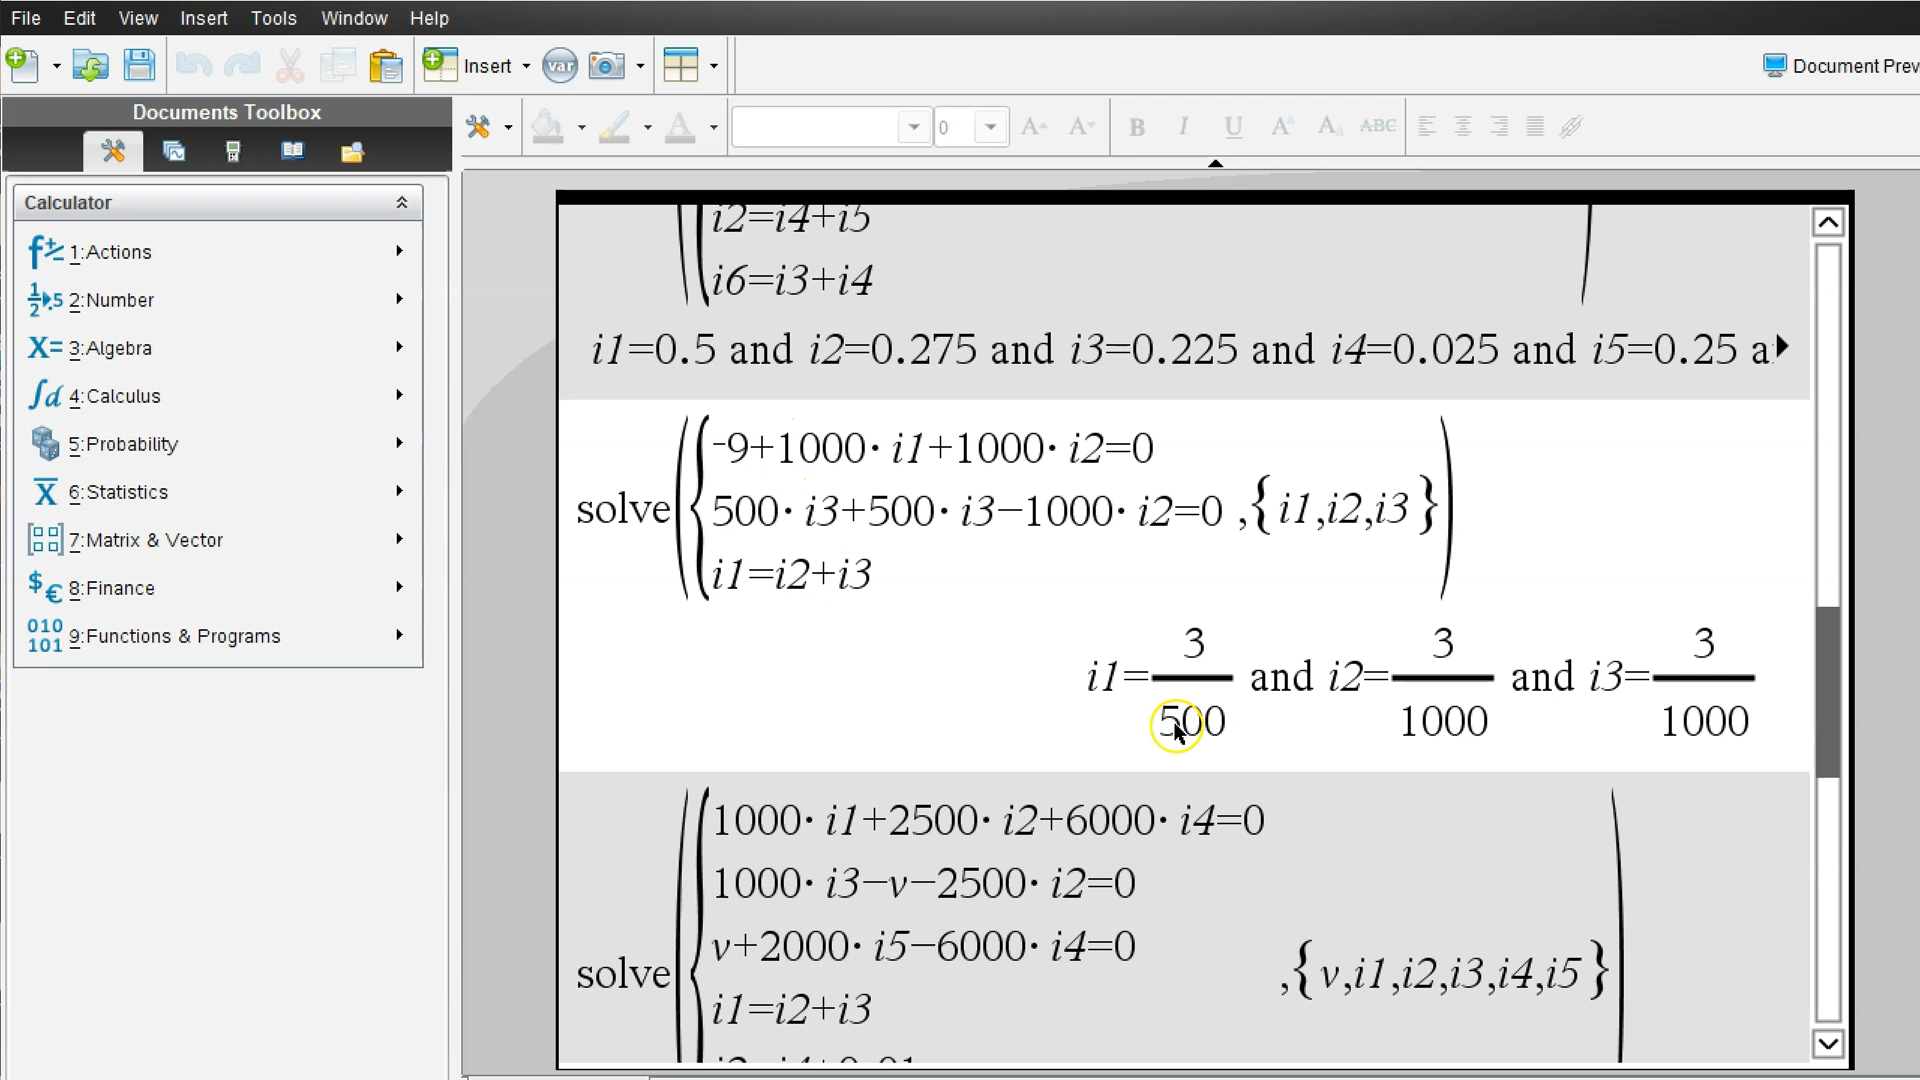 File Edit View Insert Tools Window Help
Insert var Document Prev
Documents Toolbox
0 A A B I U A A ABC
Calculator
1:Actions
2:Number
3:Algebra
4:Calculus
5:Probability
6:Statistics
7:Matrix & Vector
8:Finance
9:Functions & Programs
i2=i4+i5
i6=i3+i4
i1=0.5 and i2=0.275 and i3=0.225 and i4=0.025 and i5=0.25 a
-9+1000· i1+1000· i2=0
solve 500· i3+500· i3-1000· i2=0 ,{i1,i2,i3}
i1=i2+i3
i1=3/500 and i2=3/1000 and i3=3/1000
1000· i1+2500· i2+6000· i4=0
1000· i3-v-2500· i2=0
v+2000· i5-6000· i4=0
solve ,{v,i1,i2,i3,i4,i5}
i1=i2+i3